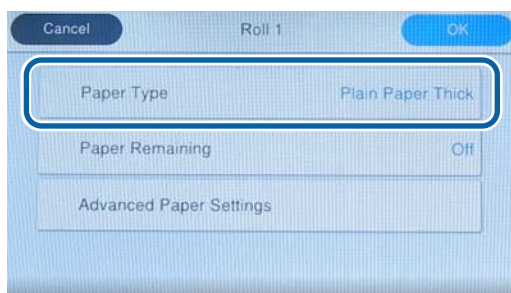 Cancel Roll 1 OK
Paper Type Plain Paper Thick
Paper Remaining Off
Advanced Paper Settings